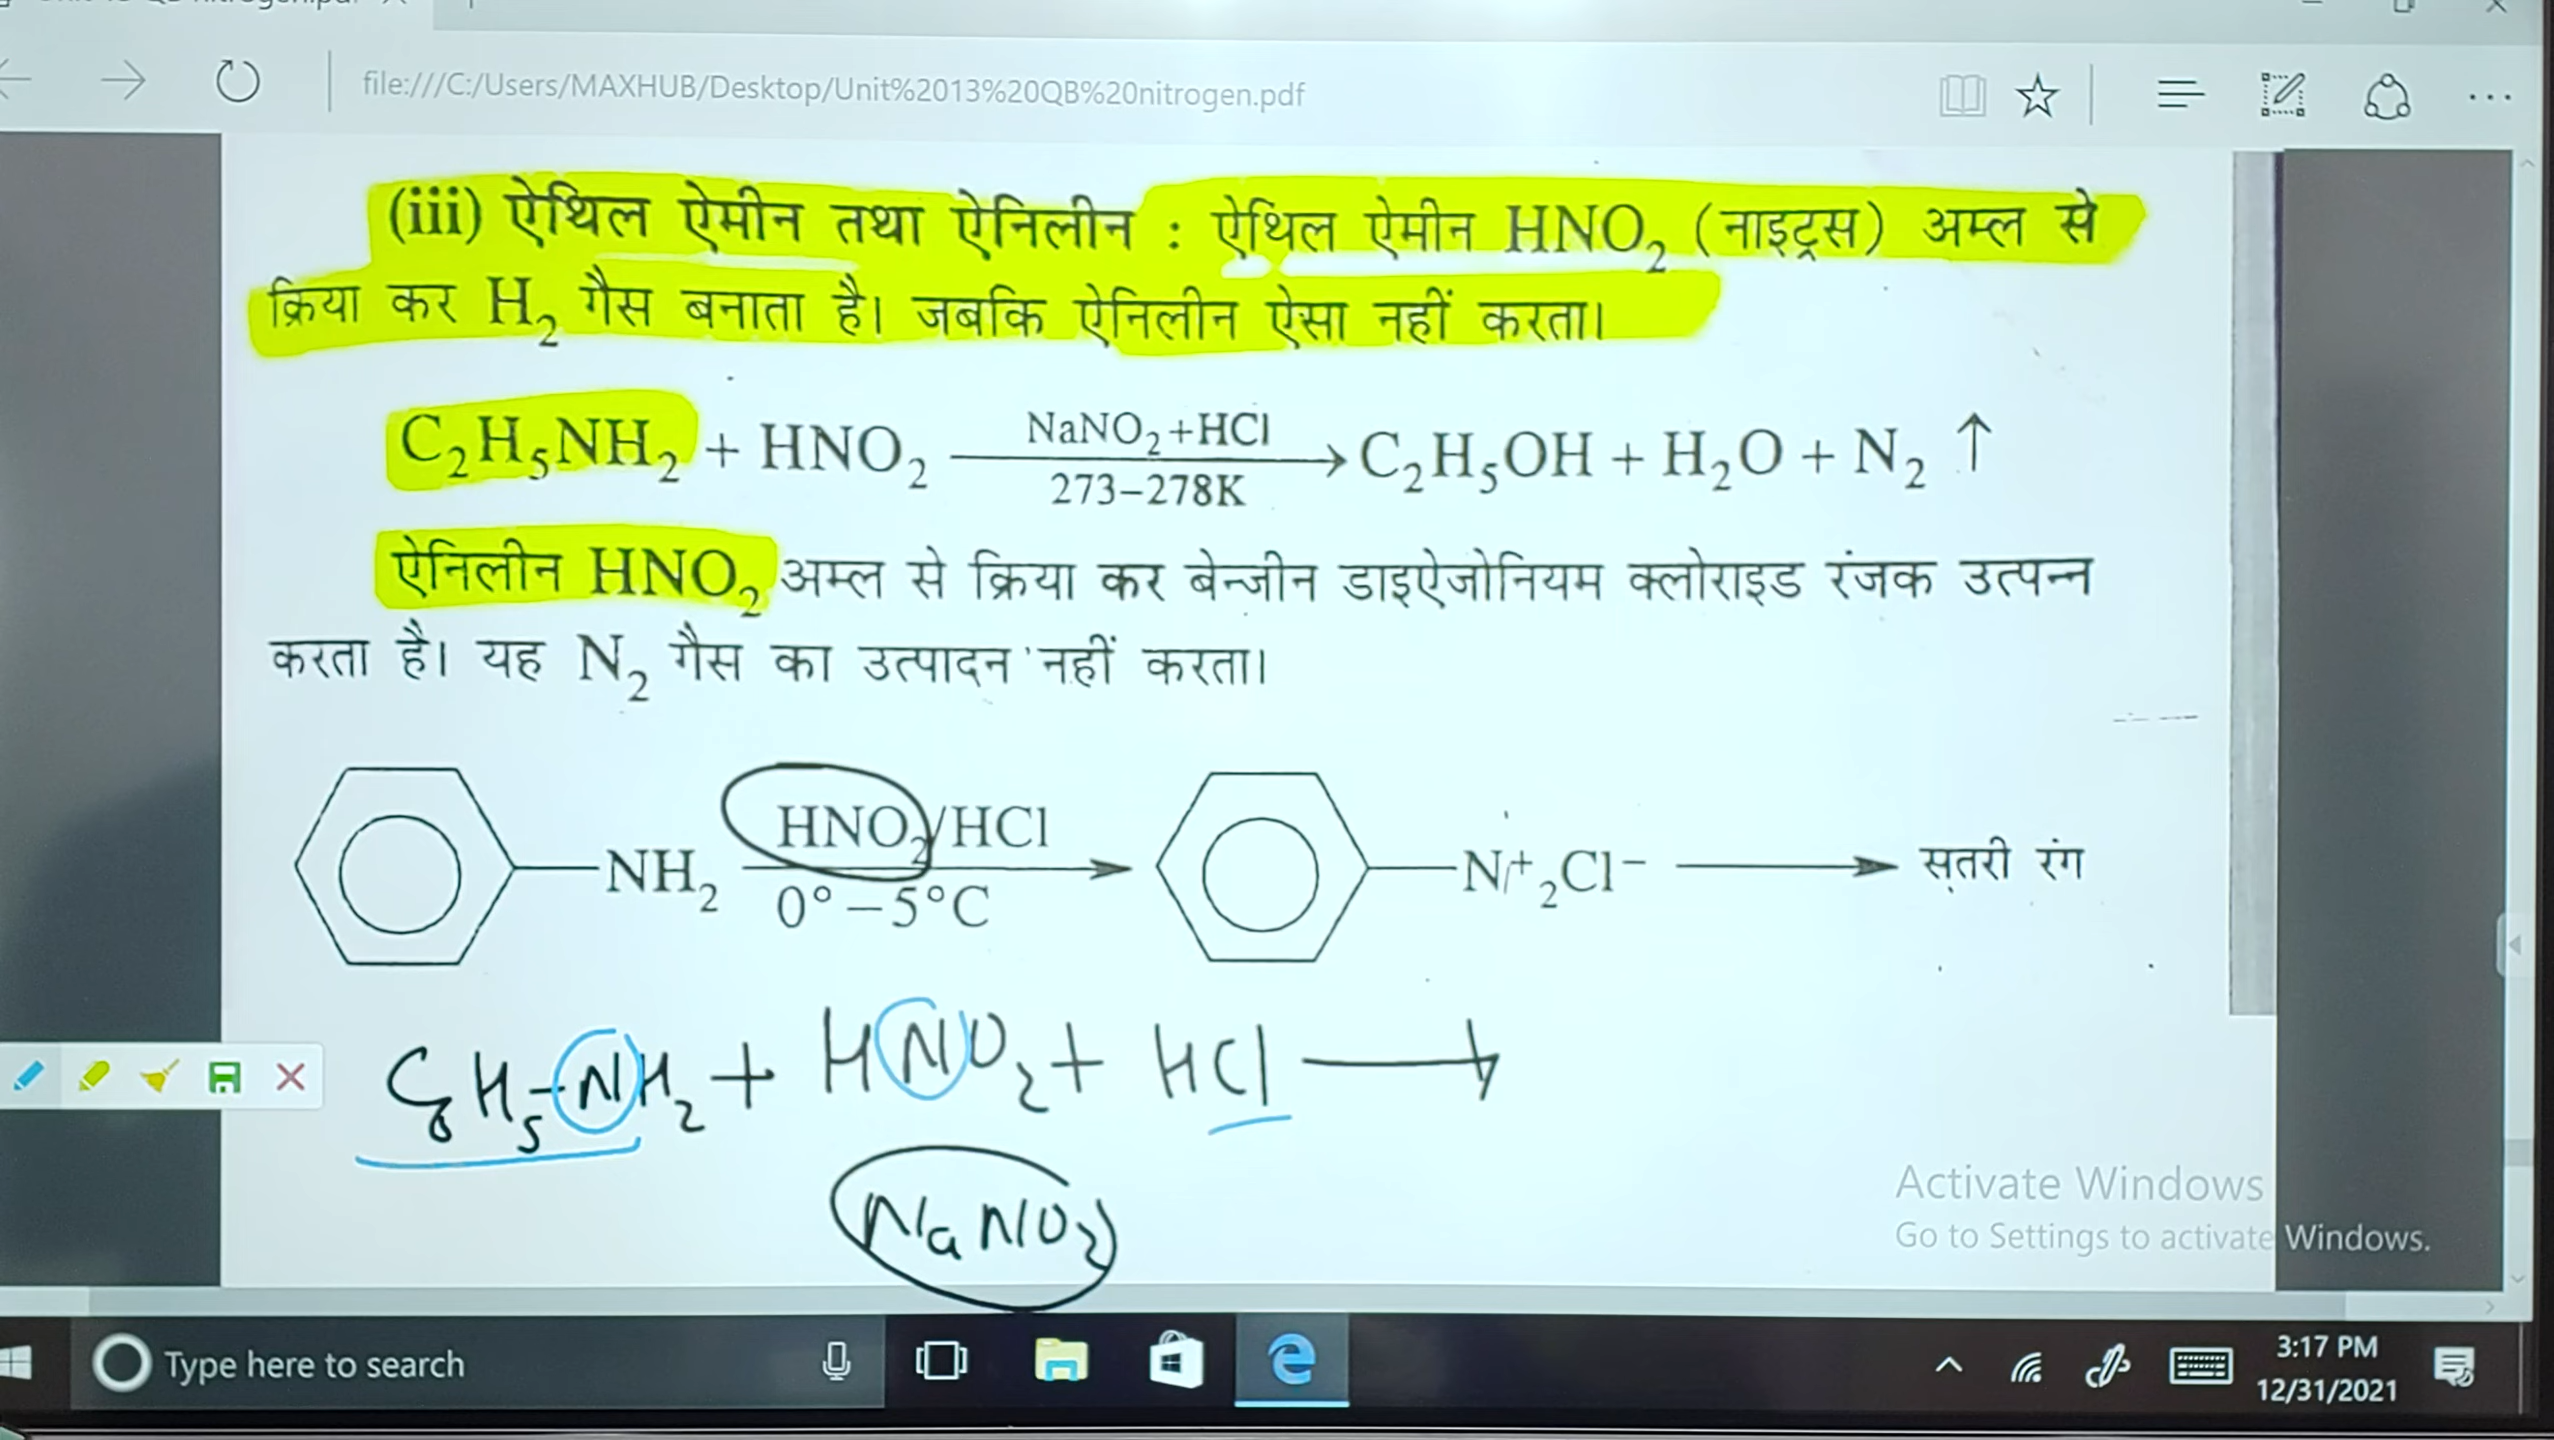 file:///C:/Users/MAXHUB/Desktop/Unit%2013%20QB%20nitrogen.pdf
(iii) ऐथिल ऐमीन तथा ऐनिलीन : ऐथिल ऐमीन HNO₂ (नाइट्रस) अम्ल से
क्रिया कर H₂ गैस बनाता है। जबकि ऐनिलीन ऐसा नहीं करता।
NaNO₂+HCl
C₂H₅NH₂ + HNO₂ ⟶ C₂H₅OH + H₂O + N₂ ↑
273–278K
ऐनिलीन HNO₂ अम्ल से क्रिया कर बेन्जीन डाइऐजोनियम क्लोराइड रंजक उत्पन्न
करता है। यह N₂ गैस का उत्पादन नहीं करता।
HNO₂/HCl
–NH₂ ⟶ –N⁺₂Cl⁻ ⟶ सतरी रंग
0° – 5°C
C₆H₅–NH₂ + HNO₂ + HCl ⟶
NaNO₂
Activate Windows
Go to Settings to activate Windows.
Type here to search
3:17 PM
12/31/2021